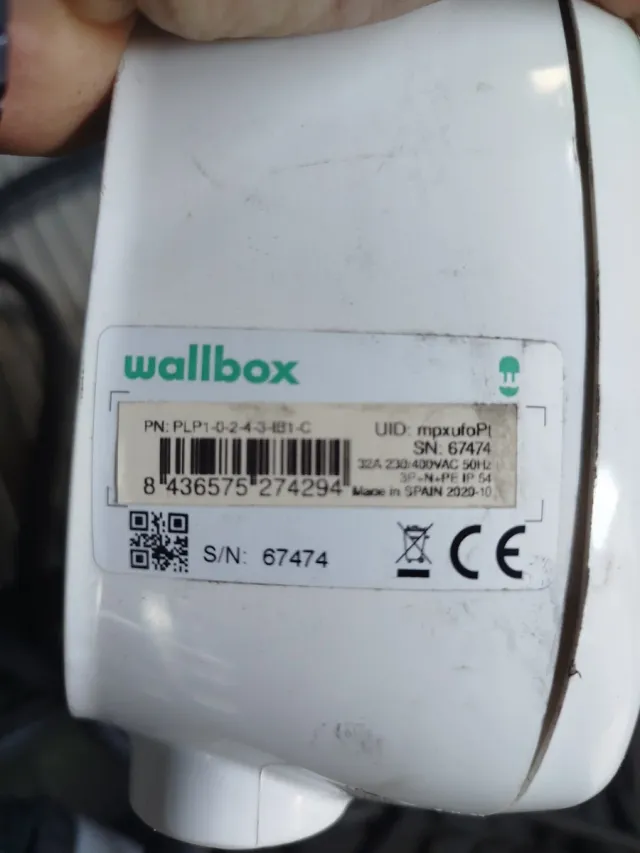 wallbox
PN: PLP1-0-2-4-3-IB1-C
UID: mpxufoPt
SN: 67474
32A 230/400VAC 50Hz
3P+N+PE IP 54
8 436575 274294
Made in SPAIN 2020-10
S/N: 67474
CE